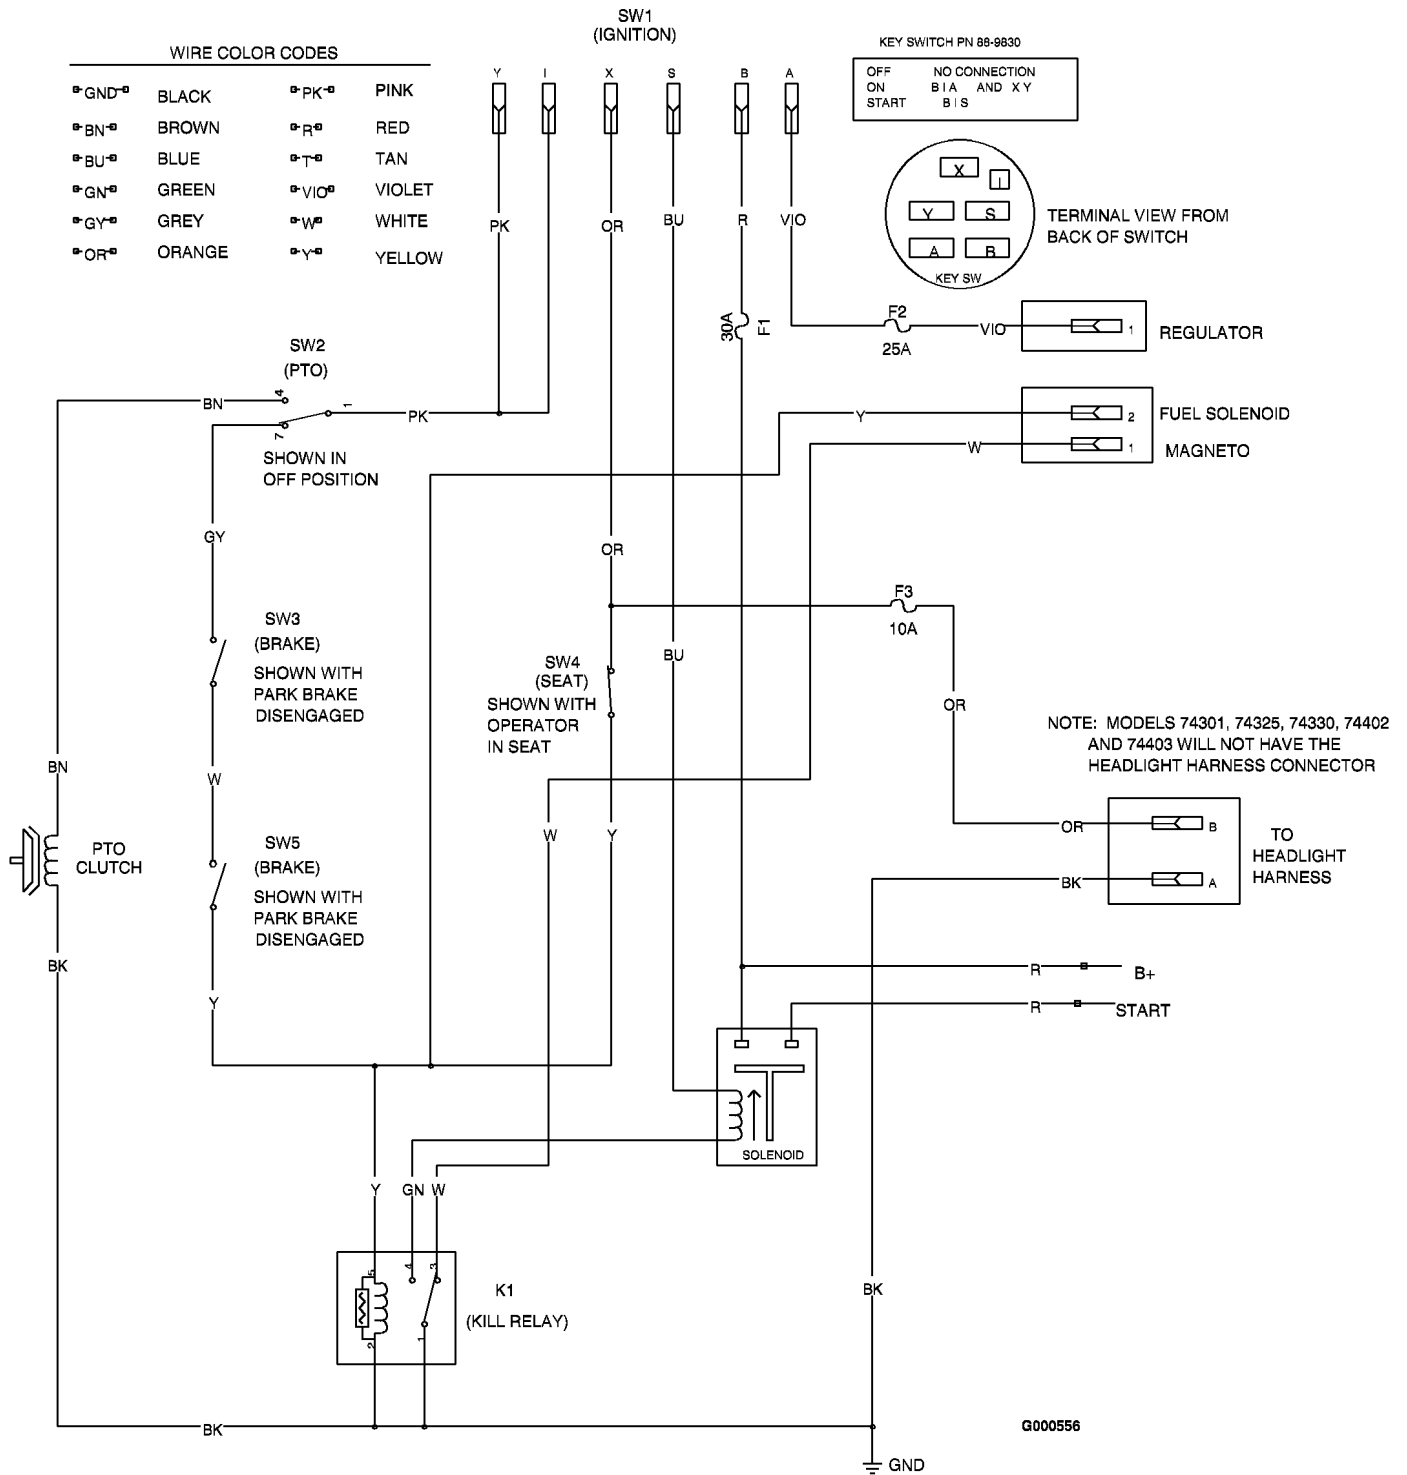 SW1
(IGNITION)
WIRE COLOR CODES
GND BLACK PK PINK
BN BROWN R RED
BU BLUE T TAN
GN GREEN VIO VIOLET
GY GREY W WHITE
OR ORANGE Y YELLOW
Y I X S B A
KEY SWITCH PN 88-9830
OFF NO CONNECTION
ON B I A AND X Y
START B I S
X
I
Y S
A B
KEY SW
TERMINAL VIEW FROM
BACK OF SWITCH
PK OR BU R VIO
30A F1
F2
25A
VIO
1
REGULATOR
SW2
(PTO)
BN
4
1
7
PK
SHOWN IN
OFF POSITION
Y
2
FUEL SOLENOID
W
1
MAGNETO
GY
OR
F3
10A
SW3
(BRAKE)
SHOWN WITH
PARK BRAKE
DISENGAGED
SW4
(SEAT)
SHOWN WITH
OPERATOR
IN SEAT
BU
OR
NOTE: MODELS 74301, 74325, 74330, 74402
AND 74403 WILL NOT HAVE THE
HEADLIGHT HARNESS CONNECTOR
BN
W
PTO
CLUTCH
SW5
(BRAKE)
SHOWN WITH
PARK BRAKE
DISENGAGED
W
Y
OR
B
TO
HEADLIGHT
HARNESS
BK
A
BK
Y
R
B+
R
START
SOLENOID
Y GN W
5
4
3
2
1
K1
(KILL RELAY)
BK
BK
G000556
GND